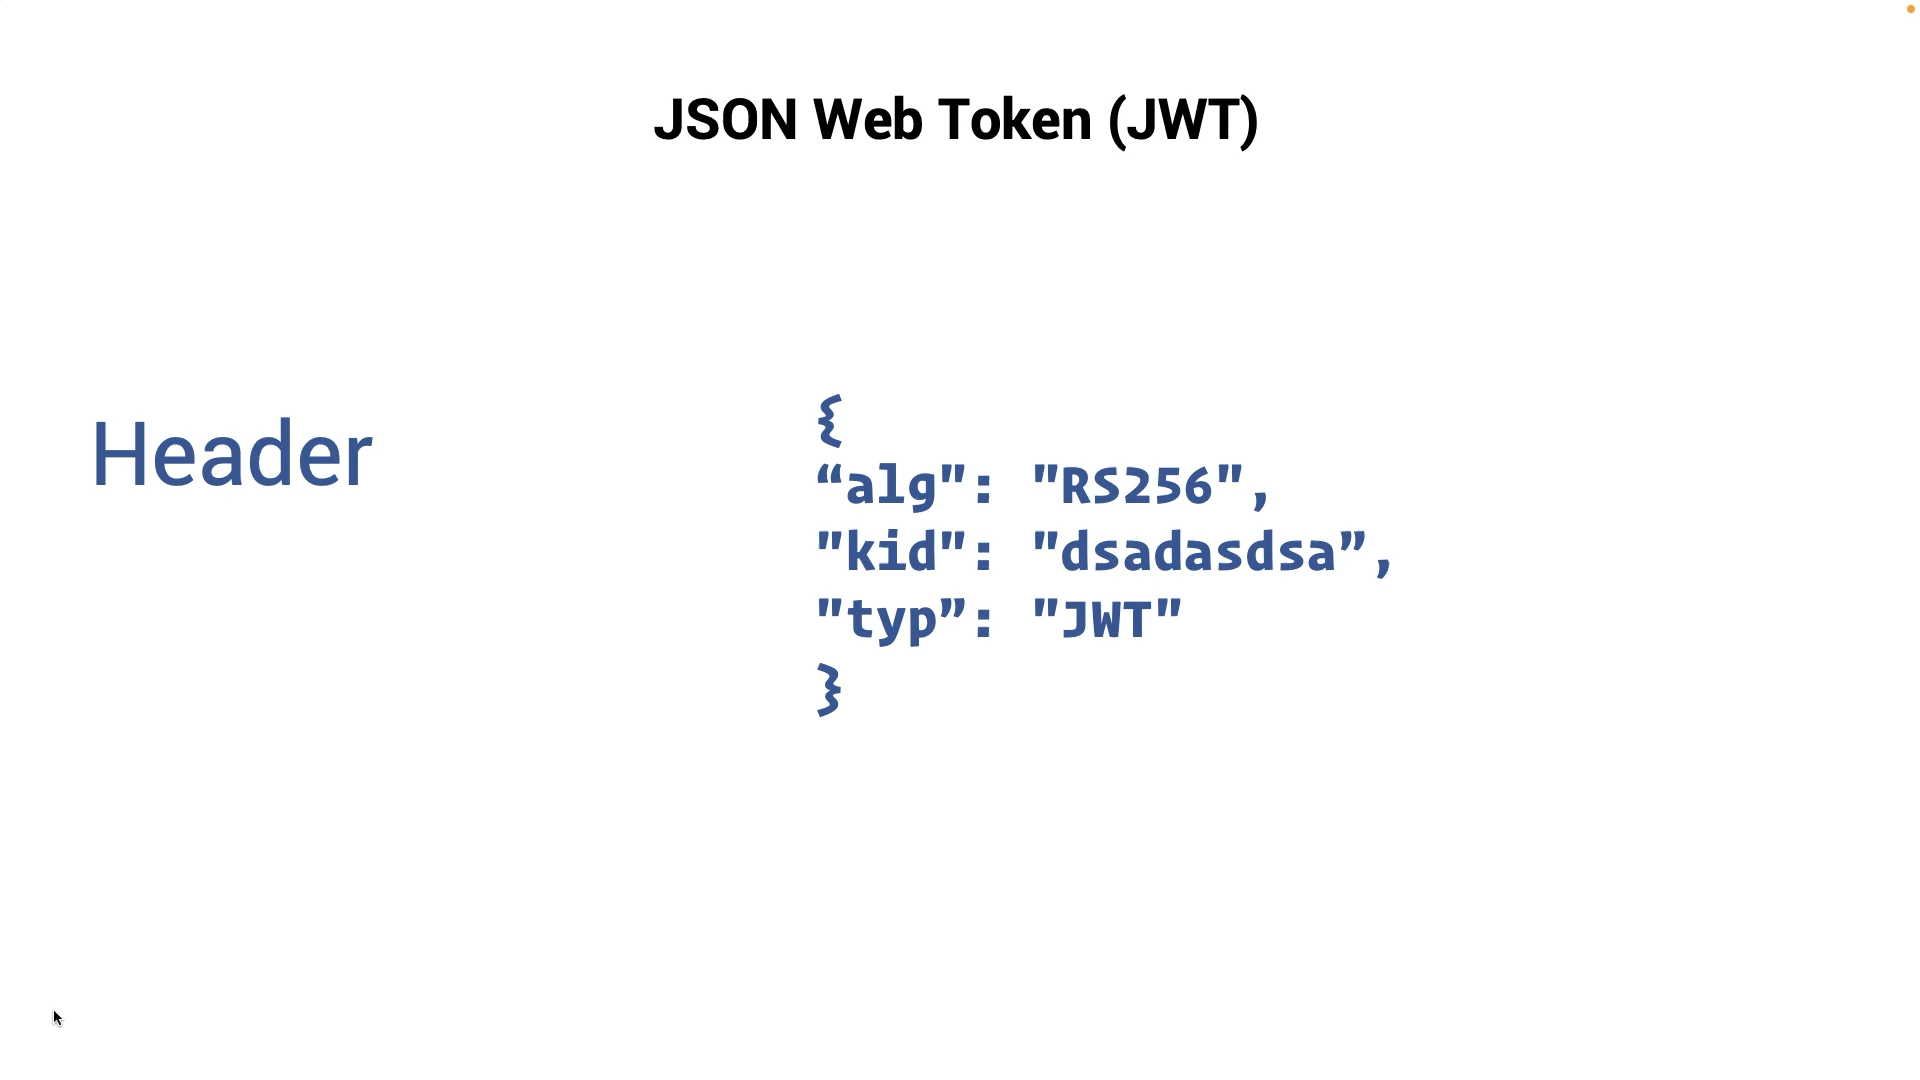 JSON Web Token (JWT)
Header
{
“alg": "RS256",
"kid": "dsadasdsa”,
"typ”: "JWT"
}